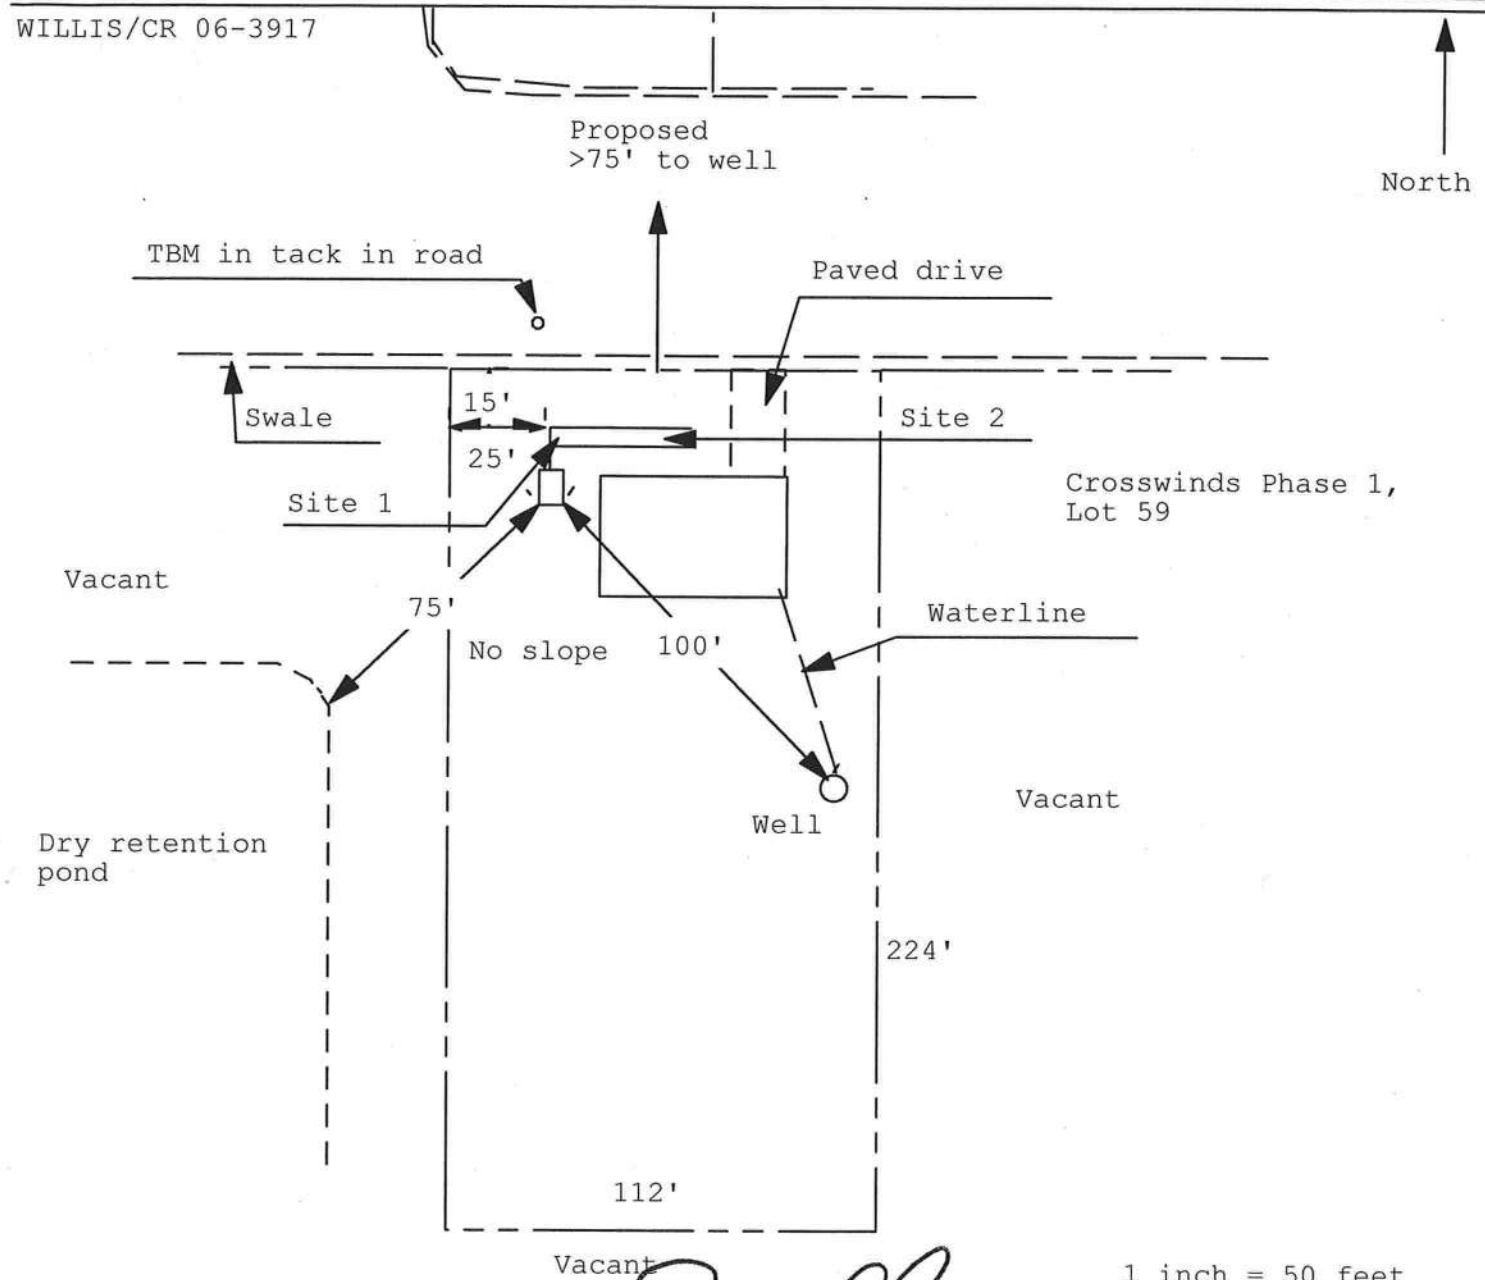 WILLIS/CR 06-3917
Proposed
>75' to well
North
TBM in tack in road
Paved drive
15'
Swale
Site 2
25'
Site 1
Crosswinds Phase 1,
Lot 59
Vacant
75'
Waterline
No slope
100'
Vacant
Well
Dry retention
pond
224'
112'
Vacant
1 inch = 50 feet